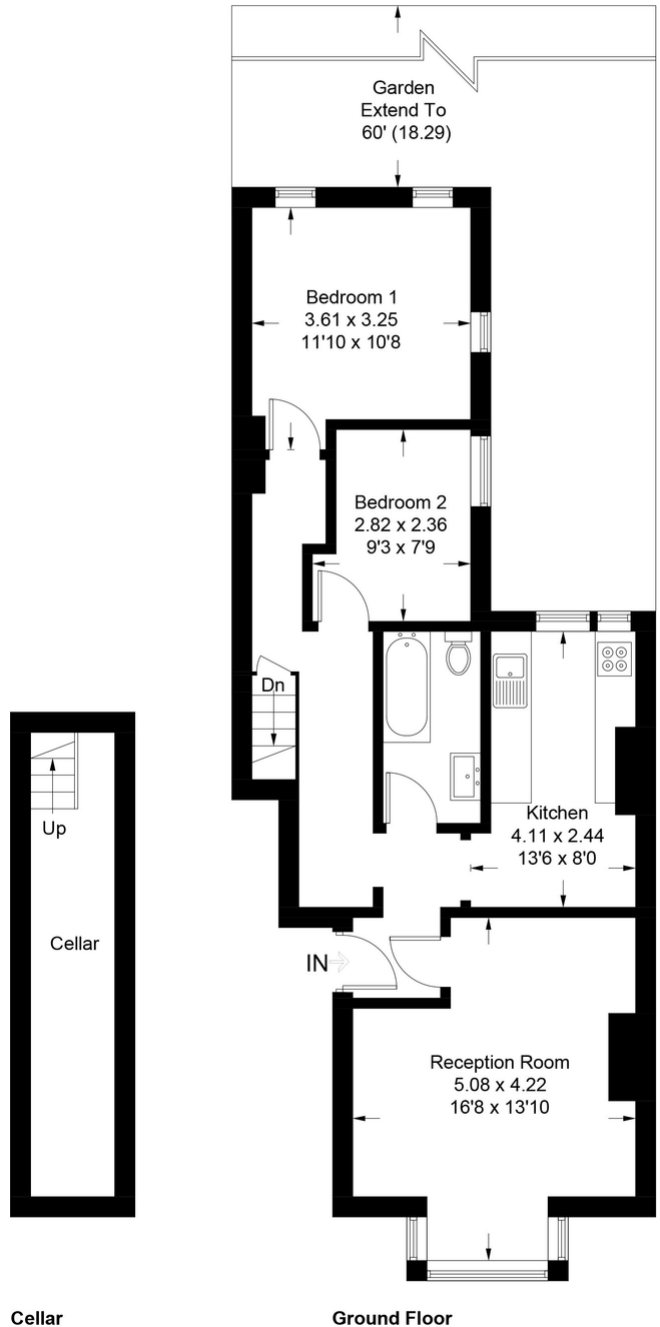 Garden
Extend To
60' (18.29)
Bedroom 1
3.61 x 3.25
11'10 x 10'8
Bedroom 2
2.82 x 2.36
9'3 x 7'9
Dn
Up
Kitchen
4.11 x 2.44
13'6 x 8'0
Cellar
IN
Reception Room
5.08 x 4.22
16'8 x 13'10
Cellar
Ground Floor